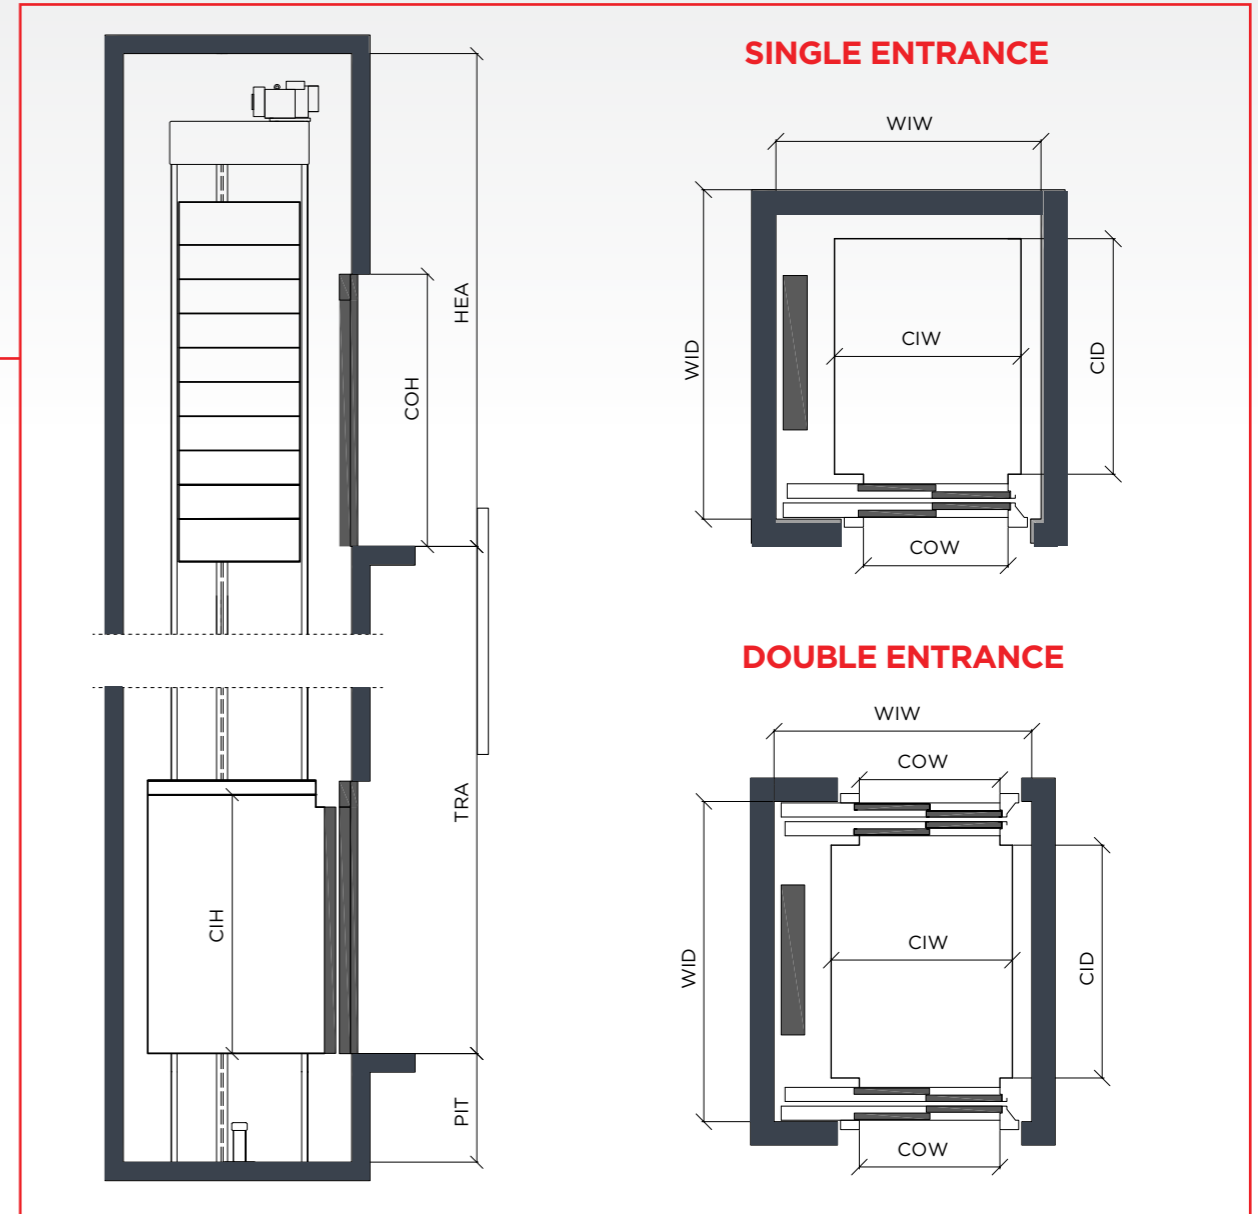 HEA
COH
TRA
CIH
PIT
SINGLE ENTRANCE
WIW
WID
CIW
CID
COW
DOUBLE ENTRANCE
WIW
COW
WID
CIW
CID
COW